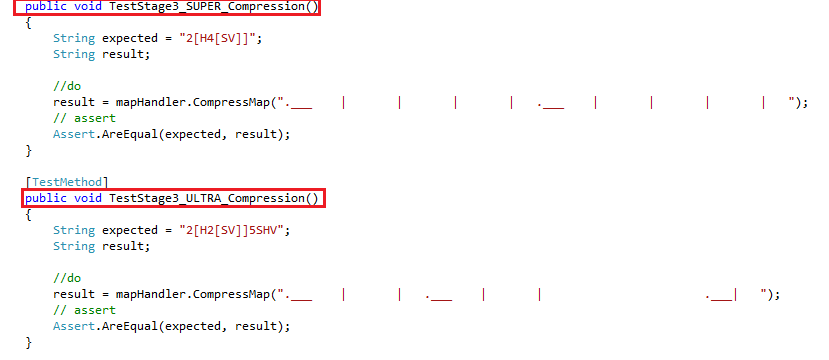 public void TestStage3_SUPER_Compression()
{
    String expected = "2[H4[SV]]";
    String result;

    //do
    result = mapHandler.CompressMap(".___    |       |       |       |   .___    |       |       |       |   ");
    // assert
    Assert.AreEqual(expected, result);
}

[TestMethod]
public void TestStage3_ULTRA_Compression()
{
    String expected = "2[H2[SV]]5SHV";
    String result;

    //do
    result = mapHandler.CompressMap(".___    |       |   .___    |       |                       .___|   ");
    // assert
    Assert.AreEqual(expected, result);
}